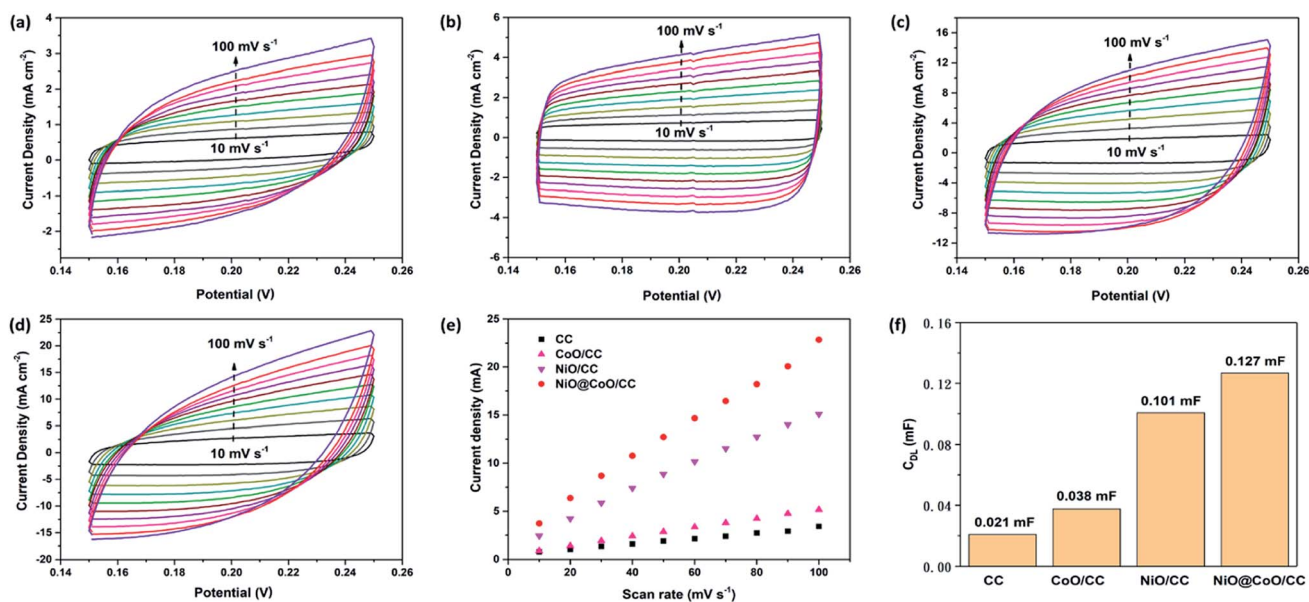 (a)
4
3
2
1
0
-1
-2
100 mV s⁻¹
10 mV s⁻¹
0.14 0.16 0.18 0.20 0.22 0.24 0.26
Potential (V)
Current Density (mA cm⁻²)
(b)
6
4
2
0
-2
-4
-6
100 mV s⁻¹
10 mV s⁻¹
0.14 0.16 0.18 0.20 0.22 0.24 0.26
Potential (V)
Current Density (mA cm⁻²)
(c)
16
12
8
4
0
-4
-8
-12
100 mV s⁻¹
10 mV s⁻¹
0.14 0.16 0.18 0.20 0.22 0.24 0.26
Potential (V)
Current Density (mA cm⁻²)
(d)
25
20
15
10
5
0
-5
-10
-15
-20
100 mV s⁻¹
10 mV s⁻¹
0.14 0.16 0.18 0.20 0.22 0.24 0.26
Potential (V)
Current Density (mA cm⁻²)
(e)
25
20
15
10
5
0
CC
CoO/CC
NiO/CC
NiO@CoO/CC
0 20 40 60 80 100
Scan rate (mV s⁻¹)
Current density (mA)
(f)
0.16
0.12
0.08
0.04
0.00
0.021 mF
0.038 mF
0.101 mF
0.127 mF
CC CoO/CC NiO/CC NiO@CoO/CC
C_DL(mF)